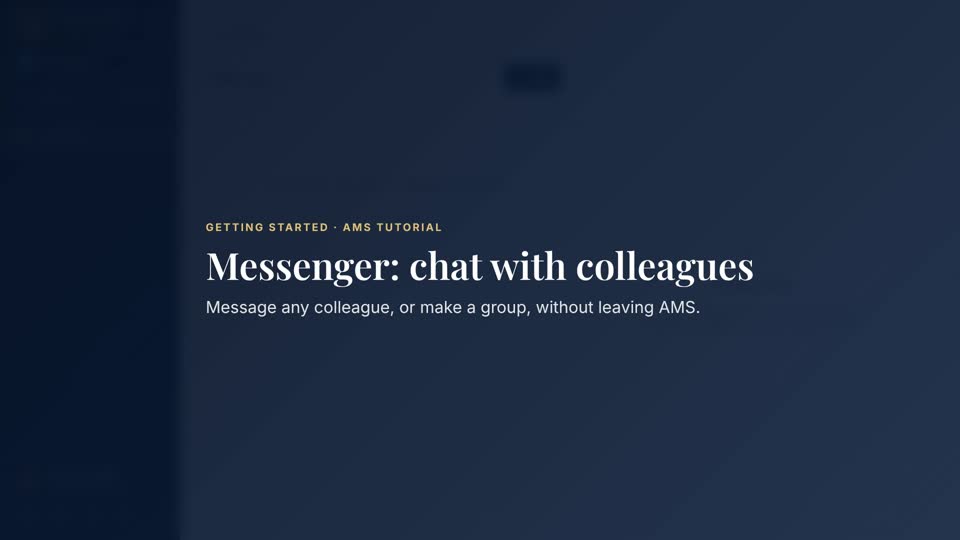 GETTING STARTED · AMS TUTORIAL
Messenger: chat with colleagues
Message any colleague, or make a group, without leaving AMS.